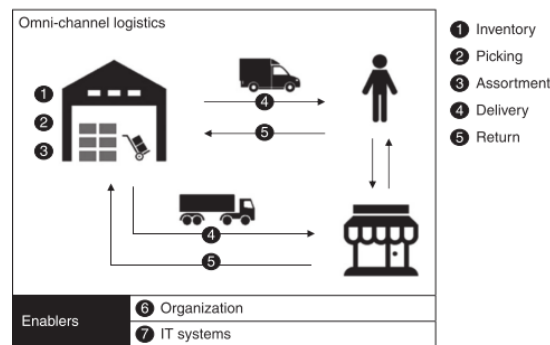 Omni-channel logistics
1 Inventory
2 Picking
3 Assortment
4 Delivery
5 Return
1
4
2
5
3
4
5
Enablers
6 Organization
7 IT systems